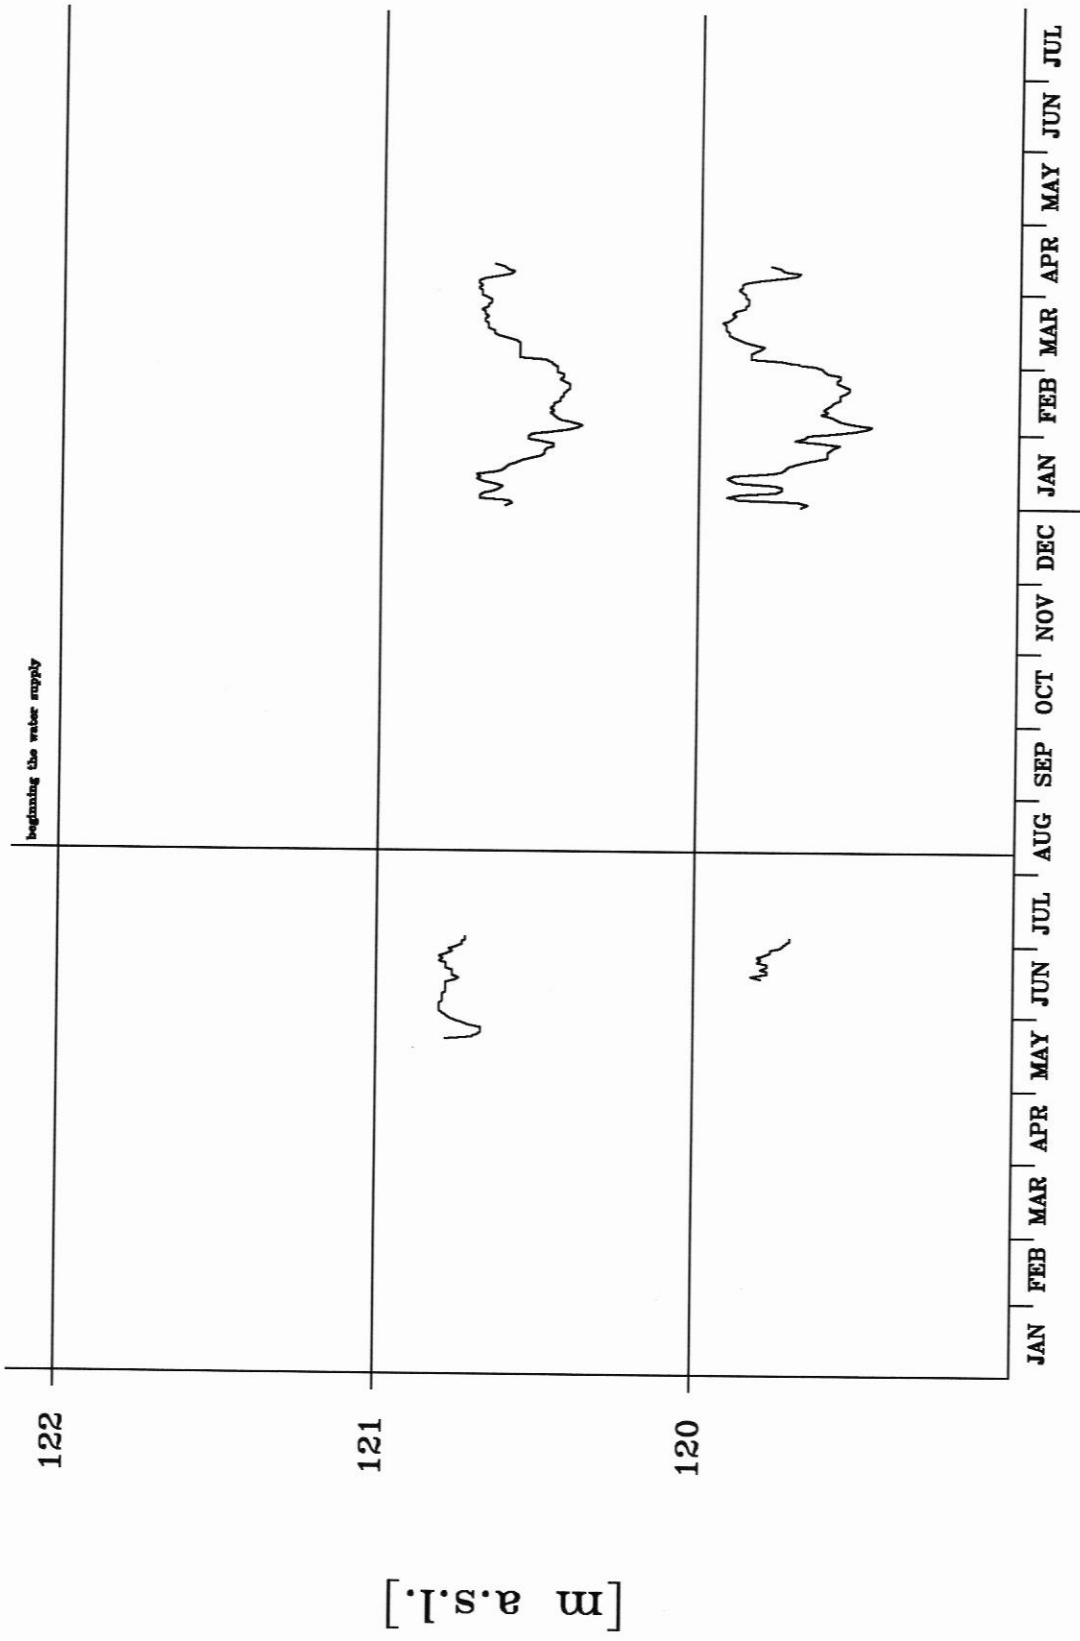 beginning the water supply
122
121
120
[m a.s.l.]
JAN FEB MAR APR MAY JUN JUL AUG SEP OCT NOV DEC JAN FEB MAR APR MAY JUN JUL